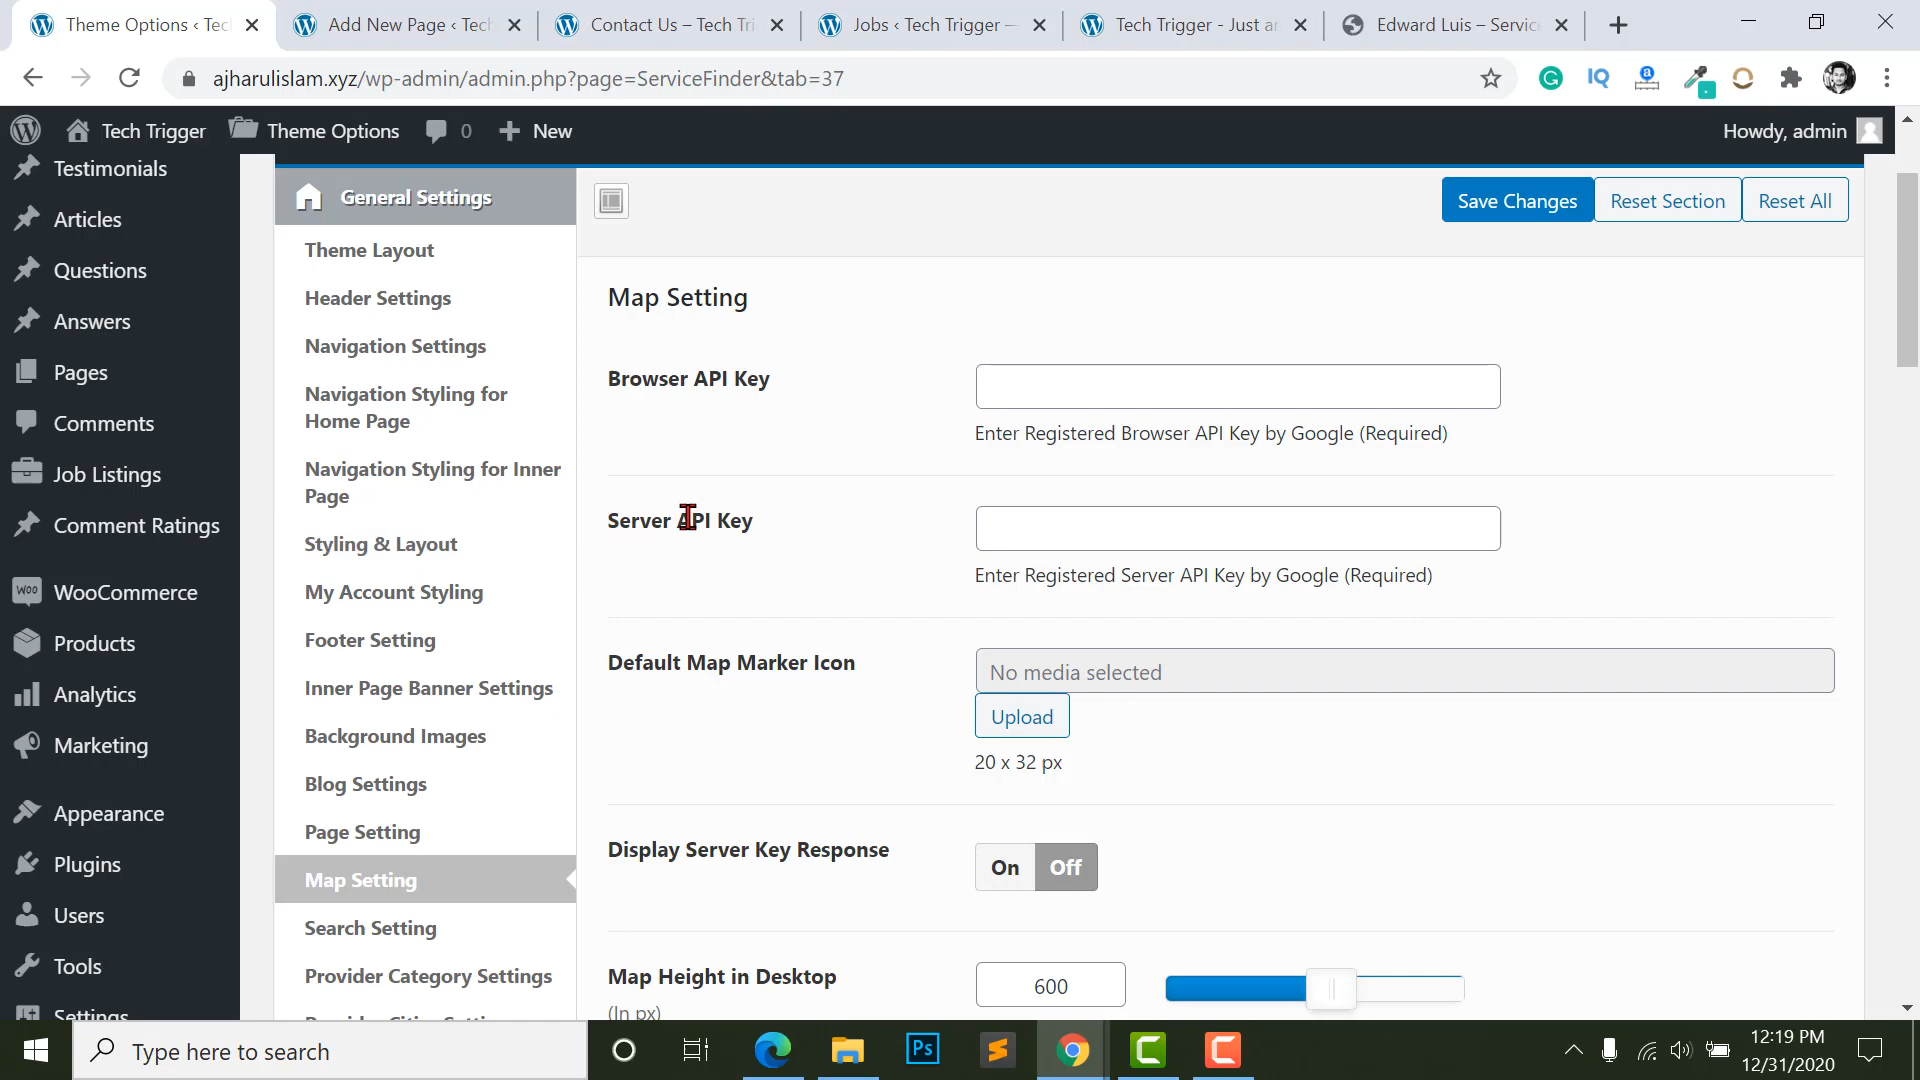 Theme Options ‹ Tec
Add New Page ‹ Tech
Contact Us – Tech Tri
Jobs ‹ Tech Trigger —
Tech Trigger - Just an
Edward Luis – Servic
ajharulislam.xyz/wp-admin/admin.php?page=ServiceFinder&tab=37
Tech Trigger
Theme Options
0
New
Howdy, admin
Testimonials
Articles
Questions
Answers
Pages
Comments
Job Listings
Comment Ratings
WooCommerce
Products
Analytics
Marketing
Appearance
Plugins
Users
Tools
Settings
General Settings
Theme Layout
Header Settings
Navigation Settings
Navigation Styling for
Home Page
Navigation Styling for Inner
Page
Styling & Layout
My Account Styling
Footer Setting
Inner Page Banner Settings
Background Images
Blog Settings
Page Setting
Map Setting
Search Setting
Provider Category Settings
Save Changes
Reset Section
Reset All
Map Setting
Browser API Key
Enter Registered Browser API Key by Google (Required)
Server API Key
Enter Registered Server API Key by Google (Required)
Default Map Marker Icon
No media selected
Upload
20 x 32 px
Display Server Key Response
On
Off
Map Height in Desktop
(In px)
600
Type here to search
Ps
12:19 PM
12/31/2020